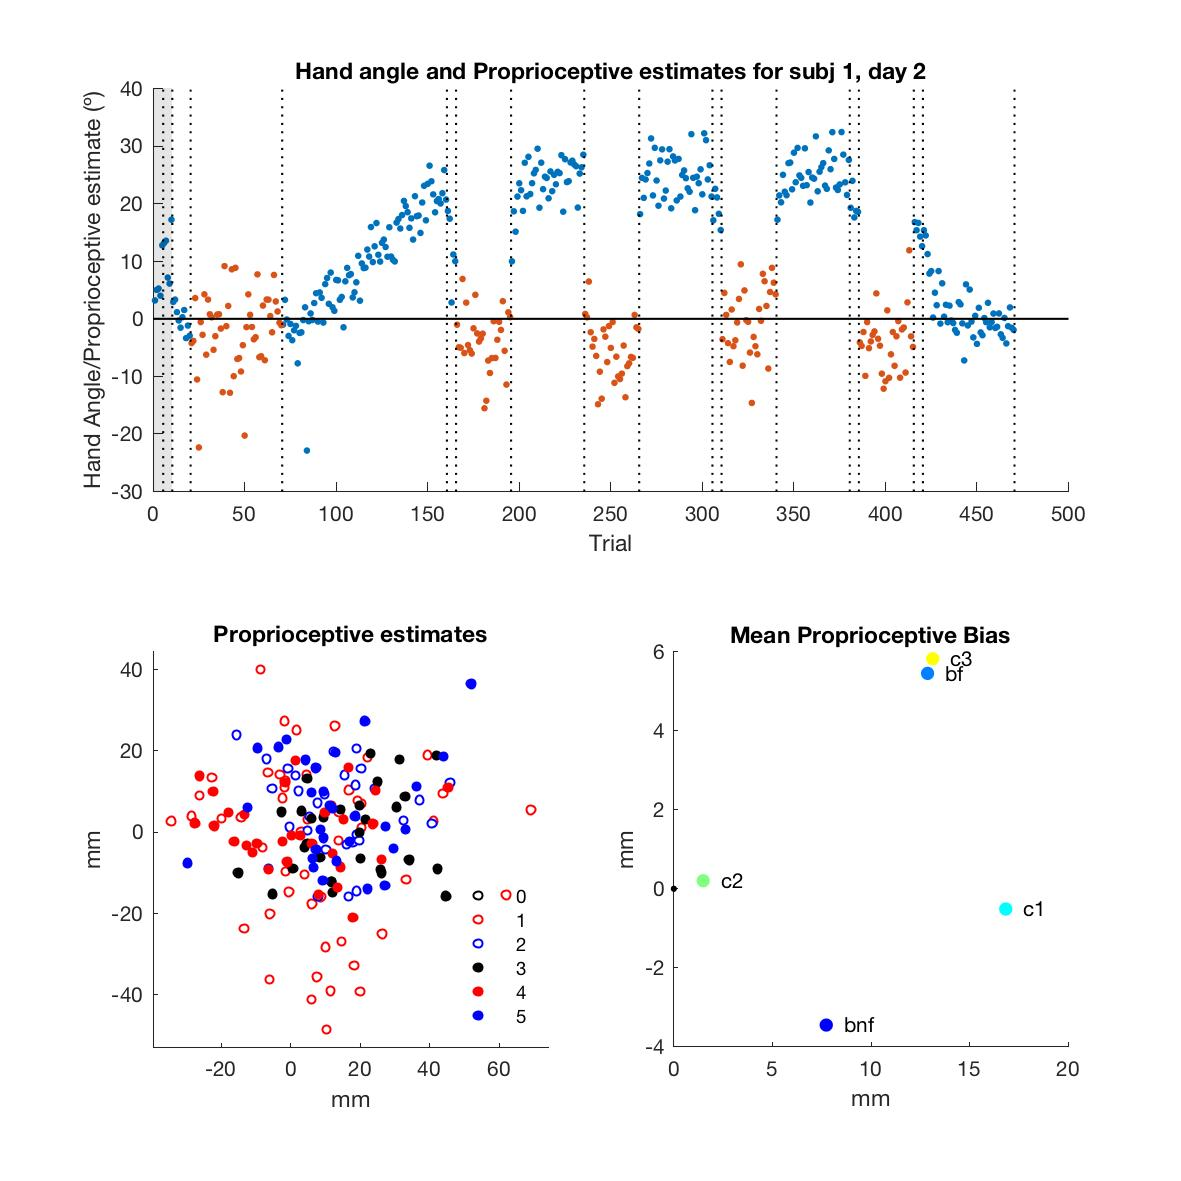 Hand angle and Proprioceptive estimates for subj 1, day 2
Hand Angle/Proprioceptive estimate (º)
40
30
20
10
0
-10
-20
-30
0 50 100 150 200 250 300 350 400 450 500
Trial
Proprioceptive estimates
mm
40
20
0
-20
-40
0
1
2
3
4
5
-20 0 20 40 60
mm
Mean Proprioceptive Bias
mm
6
4
2
0
-2
-4
c3
bf
c2
c1
bnf
0 5 10 15 20
mm